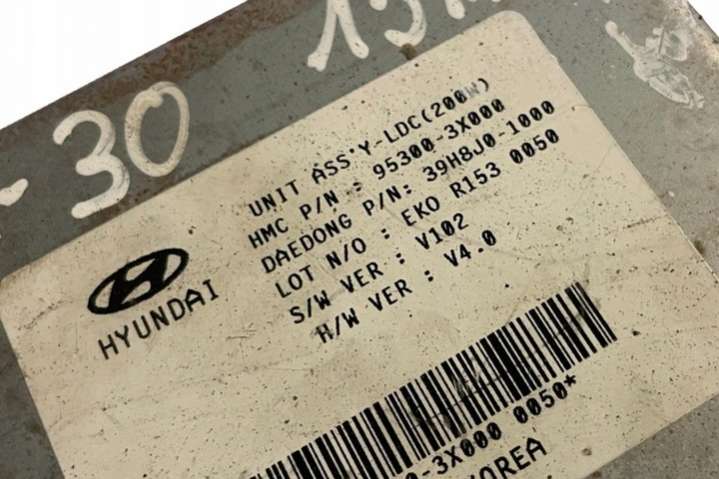 -30
HYUNDAI
UNIT ASS'Y-LDC(200W)
HMC P/N : 95300-3X000
DAEDONG P/N: 39H8J0-1000
LOT N/O : EKO R153 0050
S/W VER : V102
H/W VER : V4.0
0-3X000 0050*
KOREA